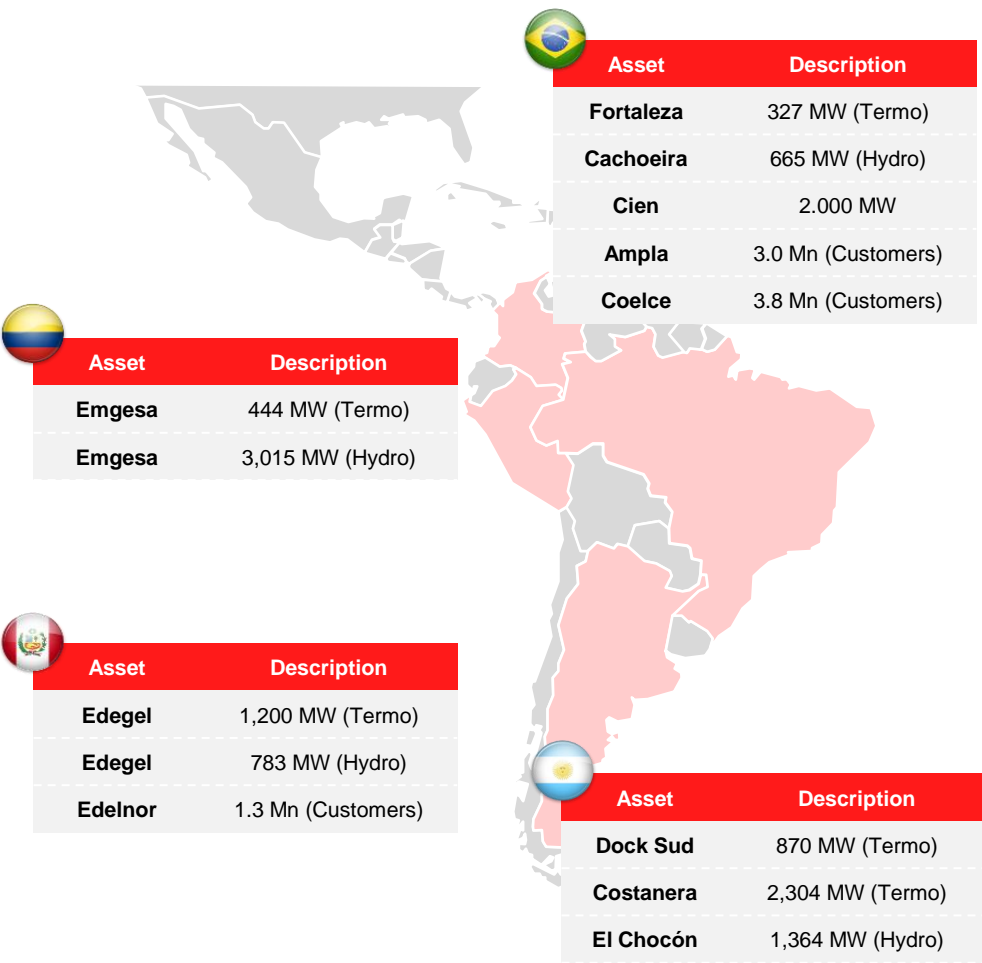 Asset Description
Fortaleza 327 MW (Termo)
Cachoeira 665 MW (Hydro)
Cien 2.000 MW
Ampla 3.0 Mn (Customers)
Coelce 3.8 Mn (Customers)
Asset Description
Emgesa 444 MW (Termo)
Emgesa 3,015 MW (Hydro)
Asset Description
Edegel 1,200 MW (Termo)
Edegel 783 MW (Hydro)
Edelnor 1.3 Mn (Customers)
Asset Description
Dock Sud 870 MW (Termo)
Costanera 2,304 MW (Termo)
El Chocón 1,364 MW (Hydro)